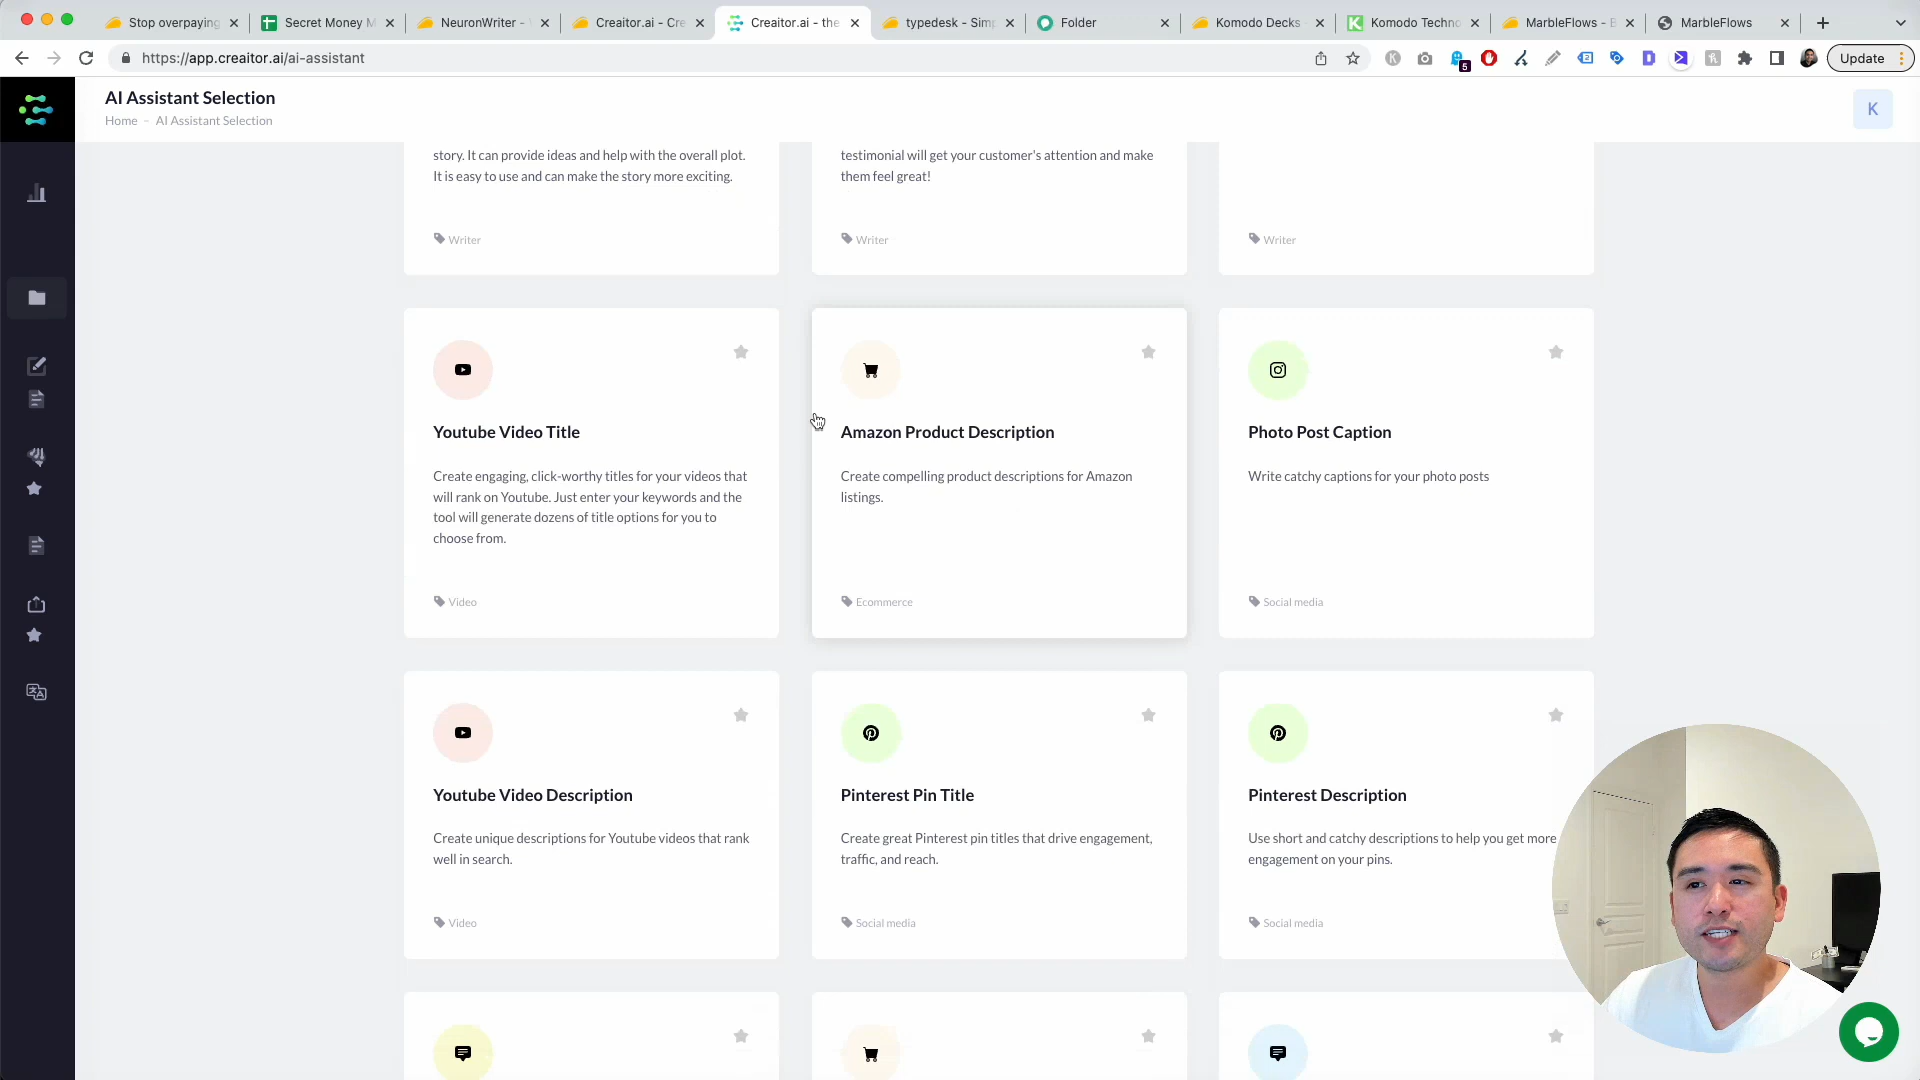 Stop overpaying
Secret Money M
NeuronWriter -
Creaitor.ai - Cre
Creaitor.ai - the
typedesk - Simp
Folder
Komodo Decks
Komodo Techno
MarbleFlows - E
MarbleFlows
https://app.creaitor.ai/ai-assistant
5
Update
AI Assistant Selection
Home - AI Assistant Selection
K
story. It can provide ideas and help with the overall plot.
It is easy to use and can make the story more exciting.
Writer
testimonial will get your customer's attention and make
them feel great!
Writer
Writer
Youtube Video Title
Create engaging, click-worthy titles for your videos that
will rank on Youtube. Just enter your keywords and the
tool will generate dozens of title options for you to
choose from.
Video
Amazon Product Description
Create compelling product descriptions for Amazon
listings.
Ecommerce
Photo Post Caption
Write catchy captions for your photo posts
Social media
Youtube Video Description
Create unique descriptions for Youtube videos that rank
well in search.
Video
Pinterest Pin Title
Create great Pinterest pin titles that drive engagement,
traffic, and reach.
Social media
Pinterest Description
Use short and catchy descriptions to help you get more
engagement on your pins.
Social media